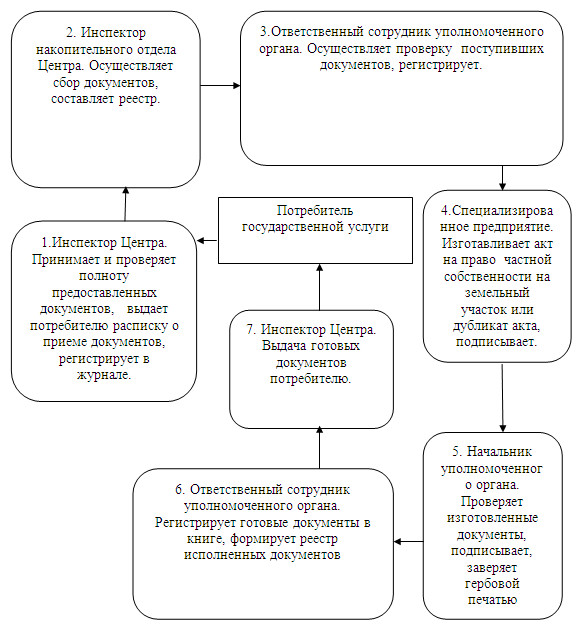 2. Инспектор
накопительного отдела
Центра. Осуществляет
сбор документов,
составляет реестр.
3.Ответственный сотрудник уполномоченного
органа. Осуществляет проверку поступивших
документов, регистрирует.
Потребитель
государственной услуги
1.Инспектор Центра.
Принимает и проверяет
полноту
предоставленных
документов, выдает
потребителю расписку о
приеме документов,
регистрирует в
журнале.
4.Специализирова
нное предприятие.
Изготавливает акт
на право частной
собственности на
земельный
участок или
дубликат акта,
подписывает.
7. Инспектор Центра.
Выдача готовых
документов
потребителю.
5. Начальник
уполномоченног
о органа.
Проверяет
изготовленные
документы,
подписывает,
заверяет
гербовой
печатью
6. Ответственный сотрудник
уполномоченного органа.
Регистрирует готовые документы в
книге, формирует реестр
исполненных документов